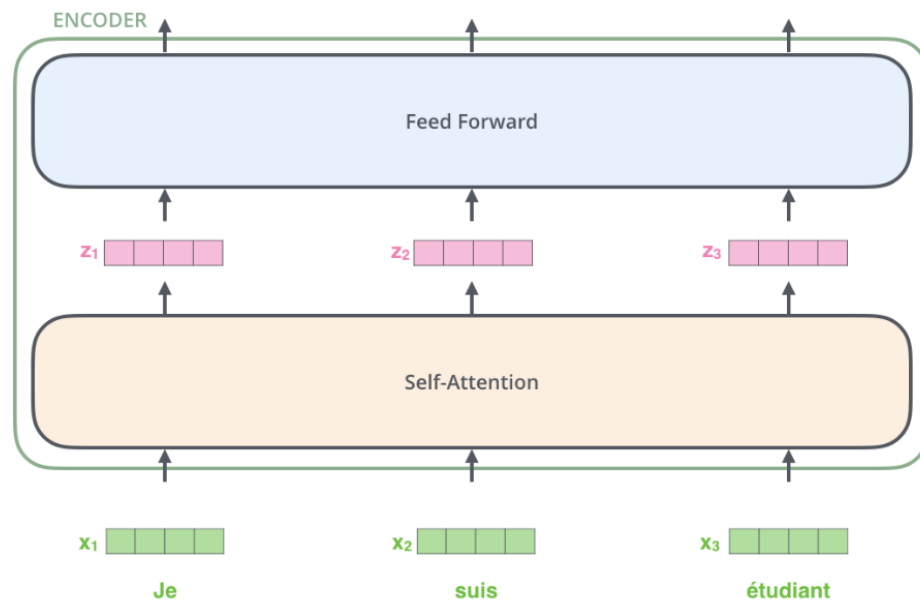 ENCODER
Feed Forward
z₁ z₂ z₃
Self-Attention
x₁ x₂ x₃
Je suis étudiant